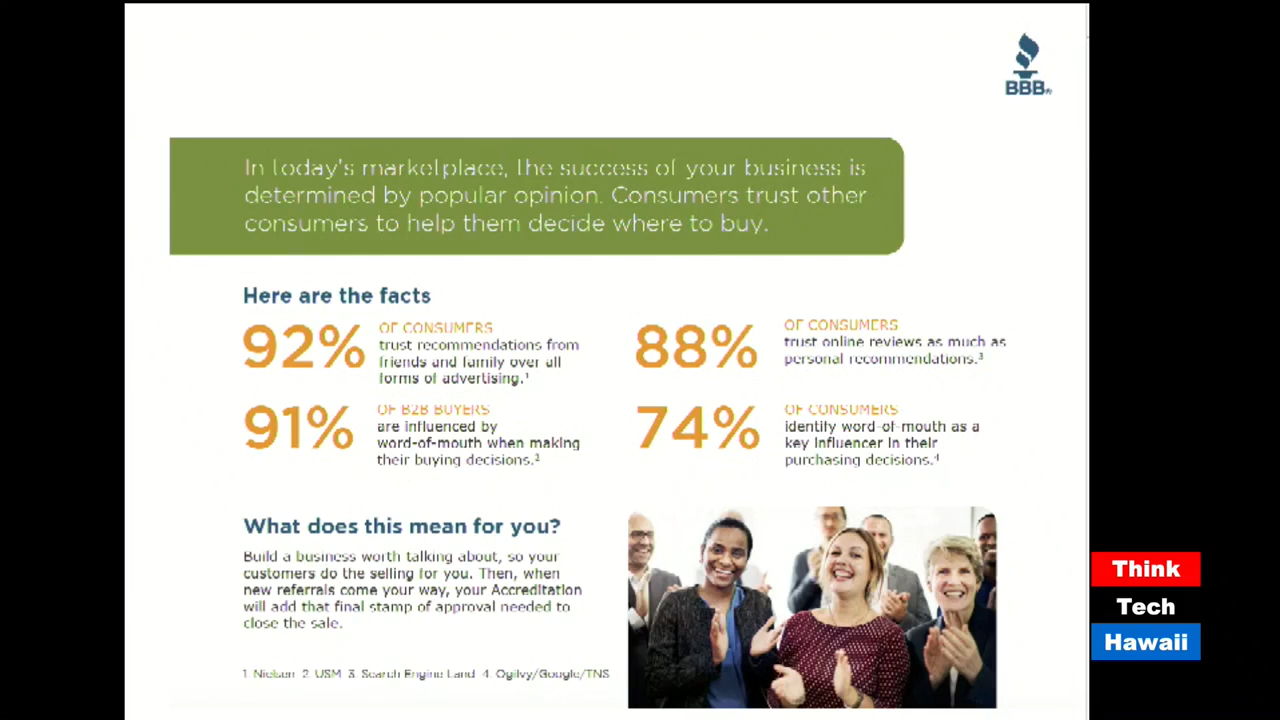 BBB®
In today's marketplace, the success of your business is
determined by popular opinion. Consumers trust other
consumers to help them decide where to buy.
Here are the facts
92%
OF CONSUMERS
trust recommendations from
friends and family over all
forms of advertising.¹
88%
OF CONSUMERS
trust online reviews as much as
personal recommendations.³
91%
OF B2B BUYERS
are influenced by
word-of-mouth when making
their buying decisions.²
74%
OF CONSUMERS
identify word-of-mouth as a
key influencer in their
purchasing decisions.⁴
What does this mean for you?
Build a business worth talking about, so your
customers do the selling for you. Then, when
new referrals come your way, your Accreditation
will add that final stamp of approval needed to
close the sale.
1. Nielsen 2. USM 3. Search Engine Land 4. Ogilvy/Google/TNS
Think
Tech
Hawaii